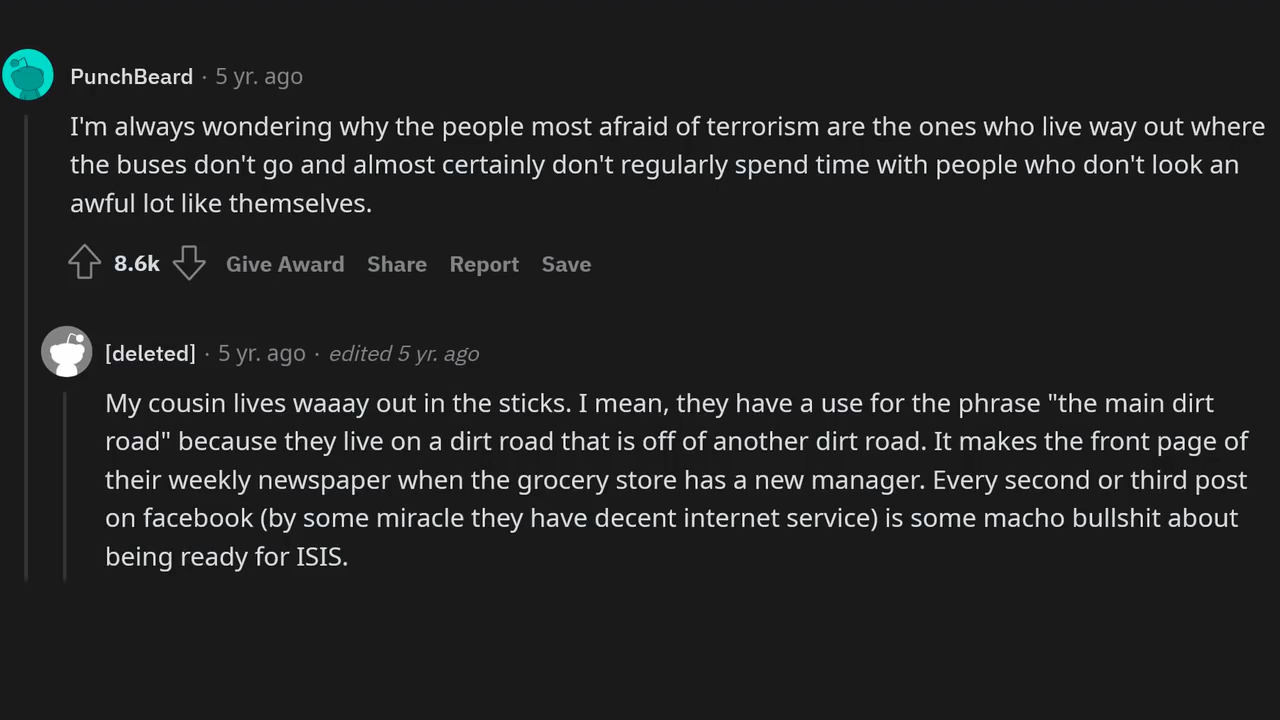 PunchBeard · 5 yr. ago
I'm always wondering why the people most afraid of terrorism are the ones who live way out where
the buses don't go and almost certainly don't regularly spend time with people who don't look an
awful lot like themselves.
8.6k Give Award Share Report Save
[deleted] · 5 yr. ago · edited 5 yr. ago
My cousin lives waaay out in the sticks. I mean, they have a use for the phrase "the main dirt
road" because they live on a dirt road that is off of another dirt road. It makes the front page of
their weekly newspaper when the grocery store has a new manager. Every second or third post
on facebook (by some miracle they have decent internet service) is some macho bullshit about
being ready for ISIS.